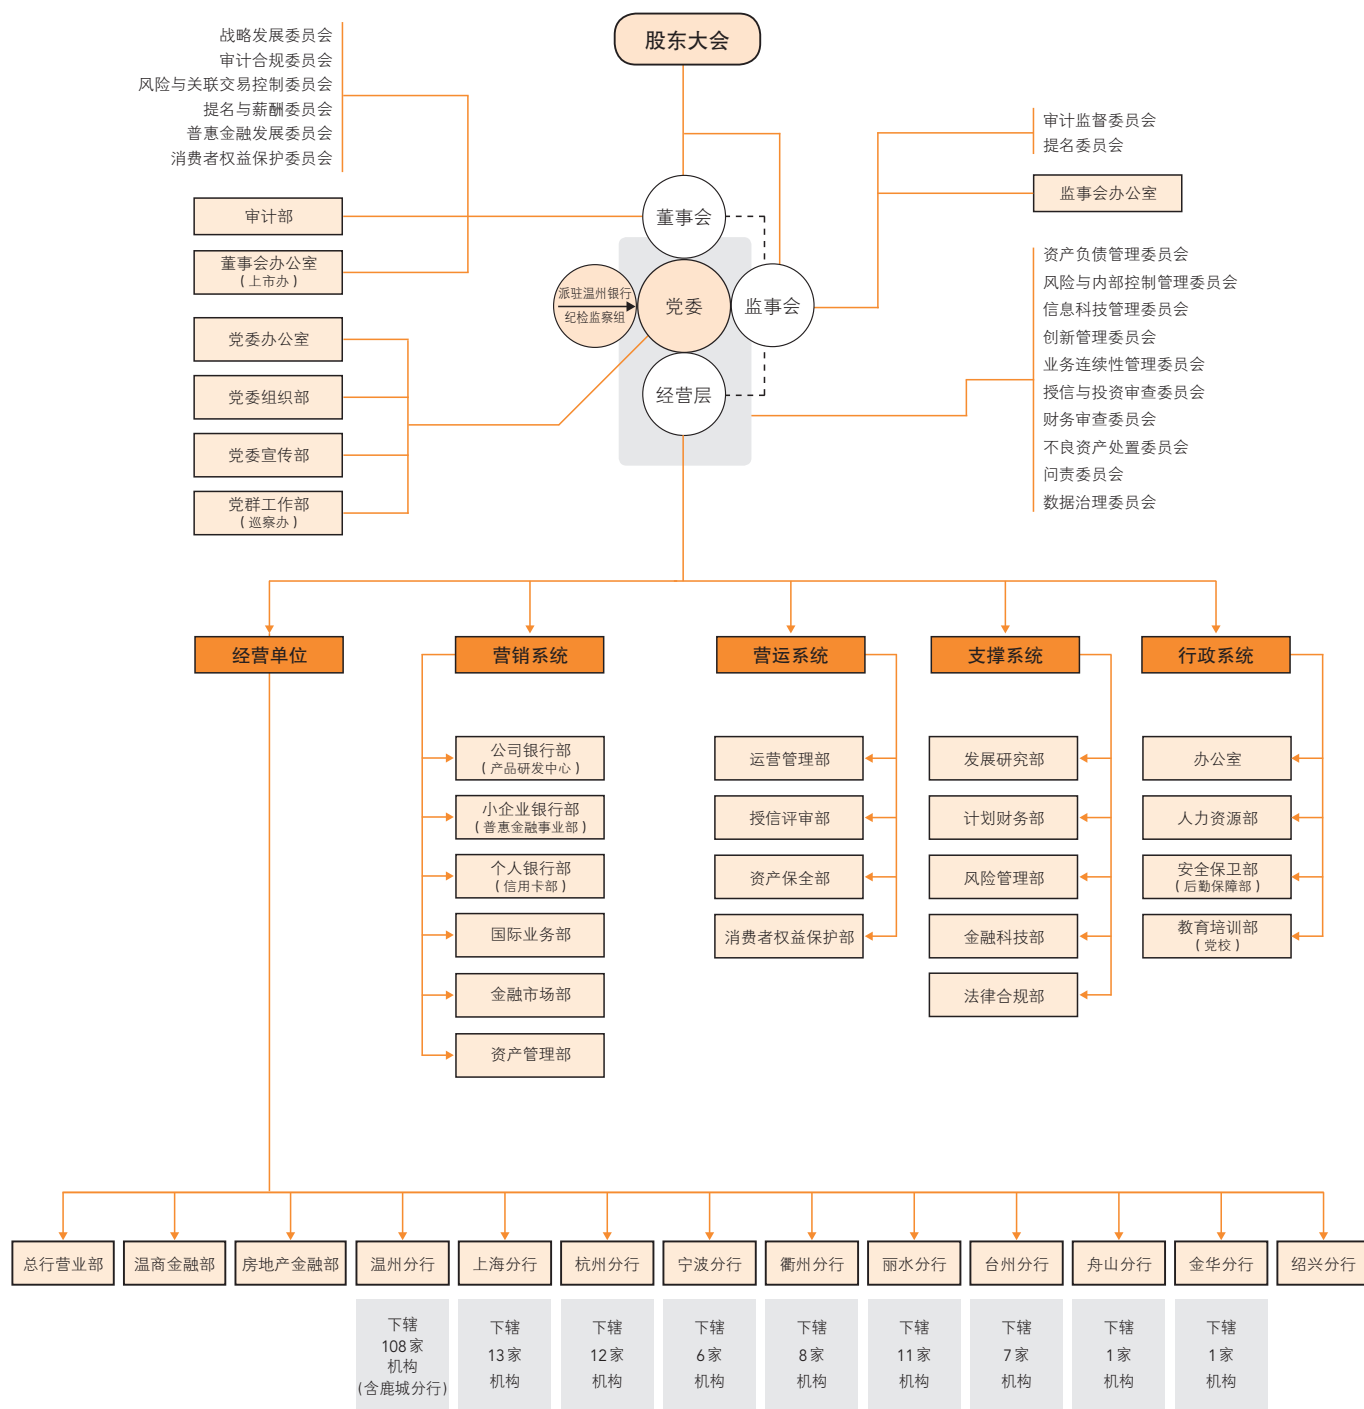 股东大会
战略发展委员会
审计合规委员会
风险与关联交易控制委员会
提名与薪酬委员会
普惠金融发展委员会
消费者权益保护委员会
审计监督委员会
提名委员会
监事会办公室
审计部
董事会办公室
(上市办)
董事会
派驻温州银行
纪检监察组
党委
监事会
经营层
党委办公室
党委组织部
党委宣传部
党群工作部
(巡察办)
资产负债管理委员会
风险与内部控制管理委员会
信息科技管理委员会
创新管理委员会
业务连续性管理委员会
授信与投资审查委员会
财务审查委员会
不良资产处置委员会
问责委员会
数据治理委员会
经营单位
营销系统
营运系统
支撑系统
行政系统
公司银行部
(产品研发中心)
小企业银行部
(普惠金融事业部)
个人银行部
(信用卡部)
国际业务部
金融市场部
资产管理部
运营管理部
授信评审部
资产保全部
消费者权益保护部
发展研究部
计划财务部
风险管理部
金融科技部
法律合规部
办公室
人力资源部
安全保卫部
(后勤保障部)
教育培训部
(党校)
总行营业部
温商金融部
房地产金融部
温州分行
上海分行
杭州分行
宁波分行
衢州分行
丽水分行
台州分行
舟山分行
金华分行
绍兴分行
下辖
108家
机构
(含鹿城分行)
下辖
13家
机构
下辖
12家
机构
下辖
6家
机构
下辖
8家
机构
下辖
11家
机构
下辖
7家
机构
下辖
1家
机构
下辖
1家
机构